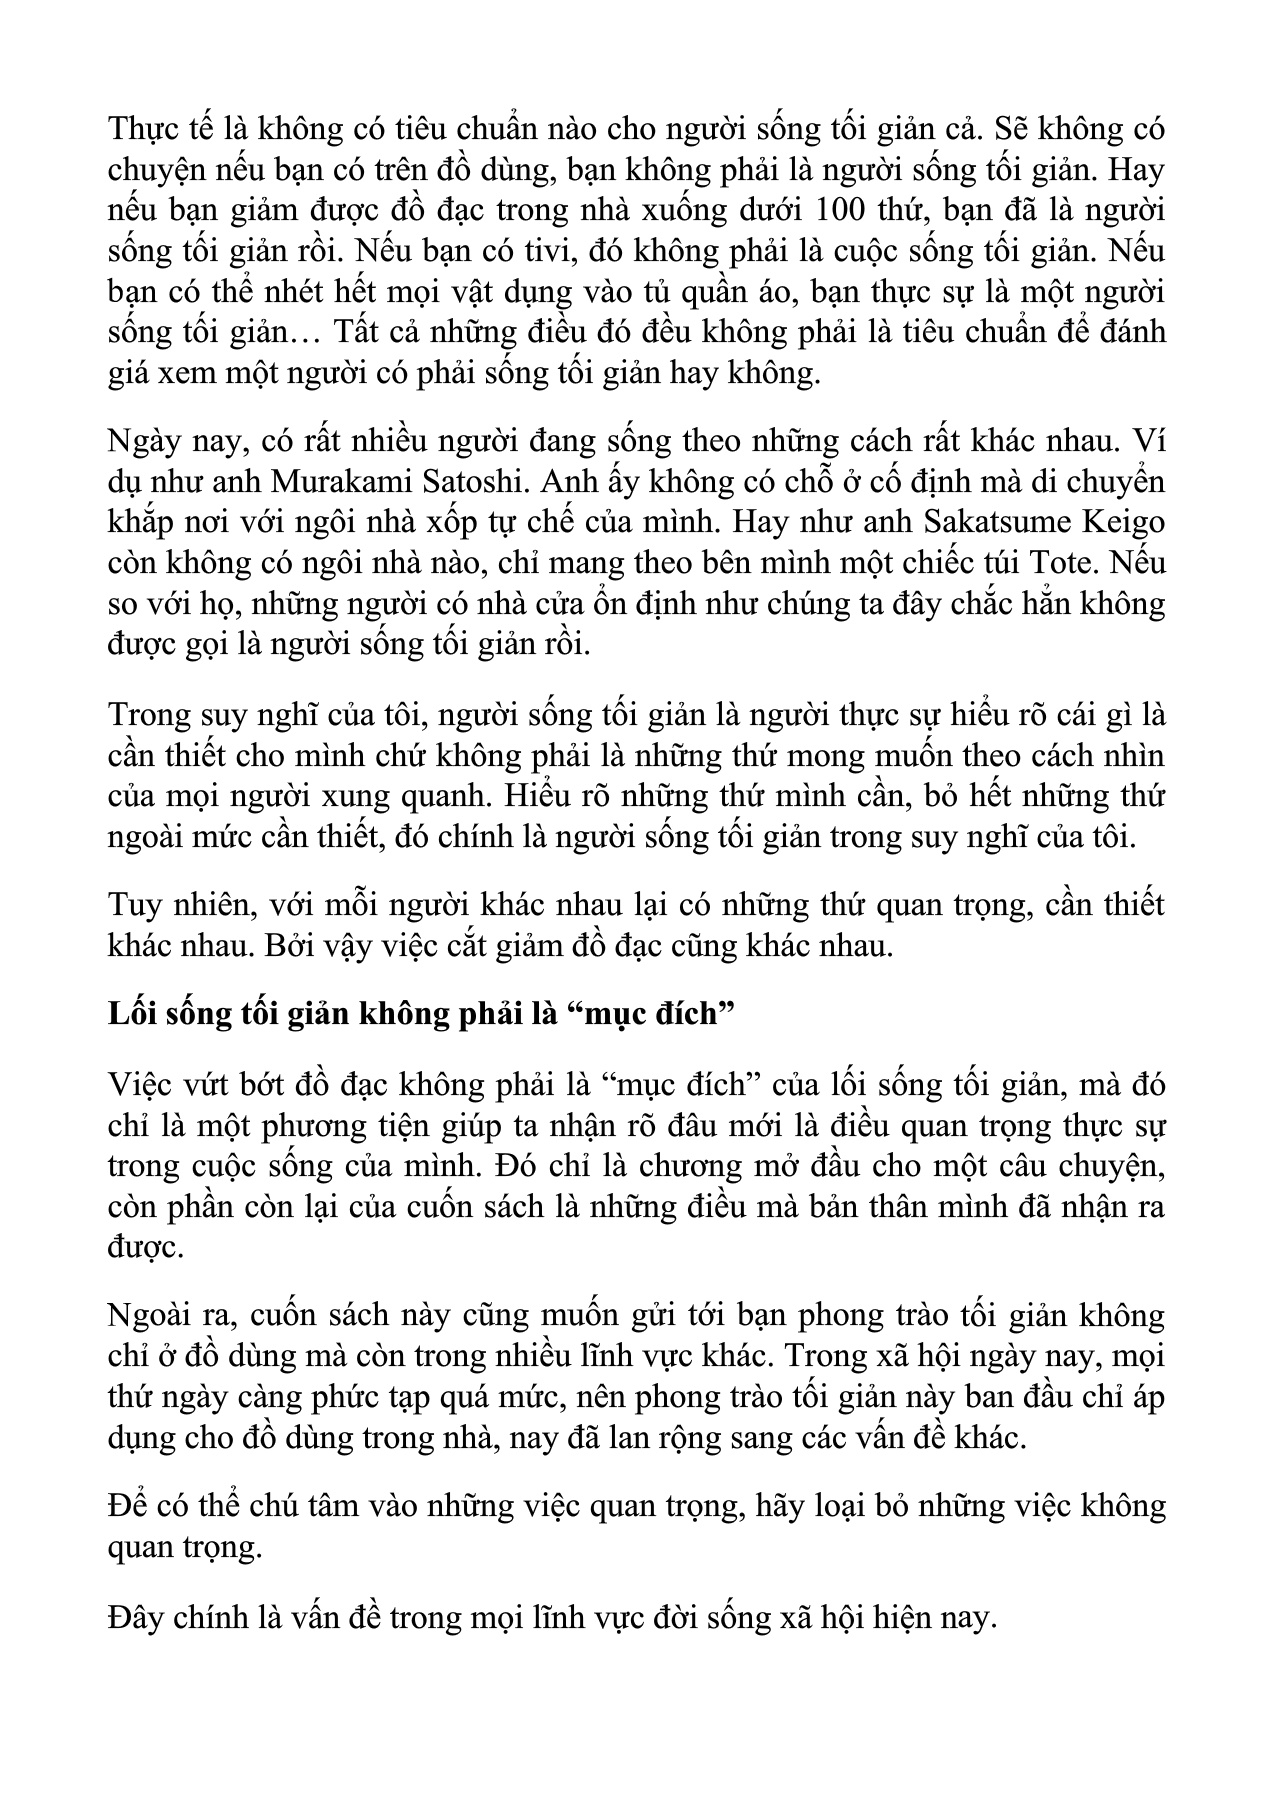 Thực tế là không có tiêu chuẩn nào cho người sống tối giản cả. Sẽ không có
chuyện nếu bạn có trên đồ dùng, bạn không phải là người sống tối giản. Hay
nếu bạn giảm được đồ đạc trong nhà xuống dưới 100 thứ, bạn đã là người
sống tối giản rồi. Nếu bạn có tivi, đó không phải là cuộc sống tối giản. Nếu
bạn có thể nhét hết mọi vật dụng vào tủ quần áo, bạn thực sự là một người
sống tối giản… Tất cả những điều đó đều không phải là tiêu chuẩn để đánh
giá xem một người có phải sống tối giản hay không.
Ngày nay, có rất nhiều người đang sống theo những cách rất khác nhau. Ví
dụ như anh Murakami Satoshi. Anh ấy không có chỗ ở cố định mà di chuyển
khắp nơi với ngôi nhà xốp tự chế của mình. Hay như anh Sakatsume Keigo
còn không có ngôi nhà nào, chỉ mang theo bên mình một chiếc túi Tote. Nếu
so với họ, những người có nhà cửa ổn định như chúng ta đây chắc hẳn không
được gọi là người sống tối giản rồi.
Trong suy nghĩ của tôi, người sống tối giản là người thực sự hiểu rõ cái gì là
cần thiết cho mình chứ không phải là những thứ mong muốn theo cách nhìn
của mọi người xung quanh. Hiểu rõ những thứ mình cần, bỏ hết những thứ
ngoài mức cần thiết, đó chính là người sống tối giản trong suy nghĩ của tôi.
Tuy nhiên, với mỗi người khác nhau lại có những thứ quan trọng, cần thiết
khác nhau. Bởi vậy việc cắt giảm đồ đạc cũng khác nhau.
Lối sống tối giản không phải là “mục đích”
Việc vứt bớt đồ đạc không phải là “mục đích” của lối sống tối giản, mà đó
chỉ là một phương tiện giúp ta nhận rõ đâu mới là điều quan trọng thực sự
trong cuộc sống của mình. Đó chỉ là chương mở đầu cho một câu chuyện,
còn phần còn lại của cuốn sách là những điều mà bản thân mình đã nhận ra
được.
Ngoài ra, cuốn sách này cũng muốn gửi tới bạn phong trào tối giản không
chỉ ở đồ dùng mà còn trong nhiều lĩnh vực khác. Trong xã hội ngày nay, mọi
thứ ngày càng phức tạp quá mức, nên phong trào tối giản này ban đầu chỉ áp
dụng cho đồ dùng trong nhà, nay đã lan rộng sang các vấn đề khác.
Để có thể chú tâm vào những việc quan trọng, hãy loại bỏ những việc không
quan trọng.
Đây chính là vấn đề trong mọi lĩnh vực đời sống xã hội hiện nay.